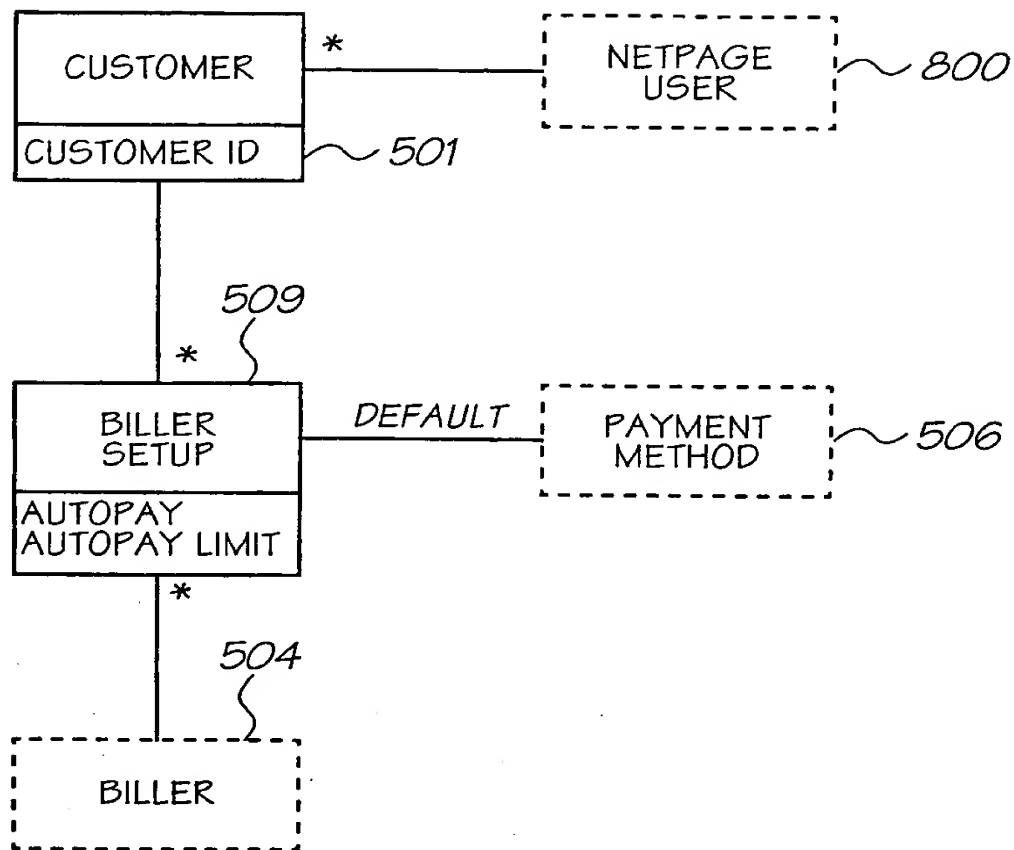 CUSTOMER
*
NETPAGE
USER
800
CUSTOMER ID
501
509
*
BILLER
SETUP
DEFAULT
PAYMENT
METHOD
506
AUTOPAY
AUTOPAY LIMIT
*
504
BILLER